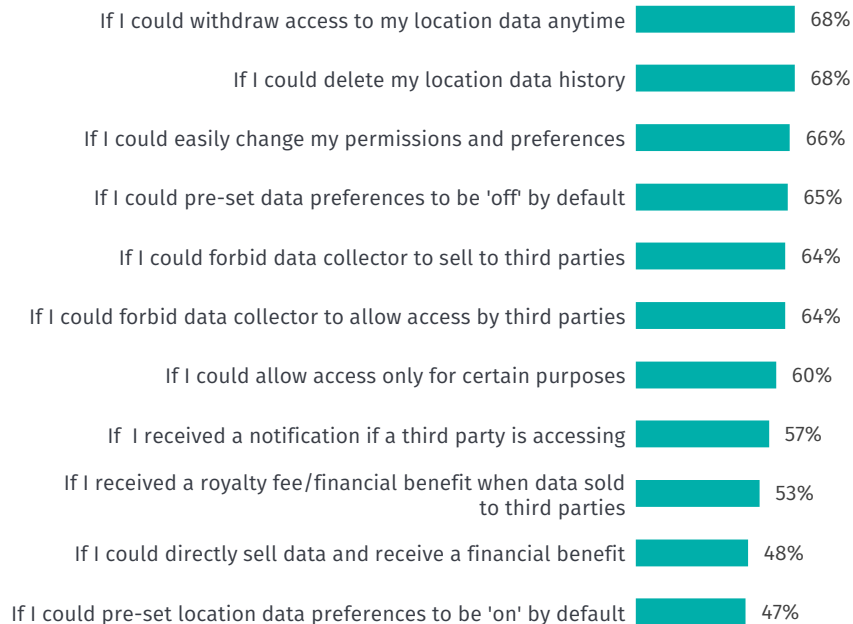 If I could withdraw access to my location data anytime 68%
If I could delete my location data history 68%
If I could easily change my permissions and preferences 66%
If I could pre-set data preferences to be 'off' by default 65%
If I could forbid data collector to sell to third parties 64%
If I could forbid data collector to allow access by third parties 64%
If I could allow access only for certain purposes 60%
If  I received a notification if a third party is accessing 57%
If I received a royalty fee/financial benefit when data sold
to third parties 53%
If I could directly sell data and receive a financial benefit 48%
If I could pre-set location data preferences to be 'on' by default 47%